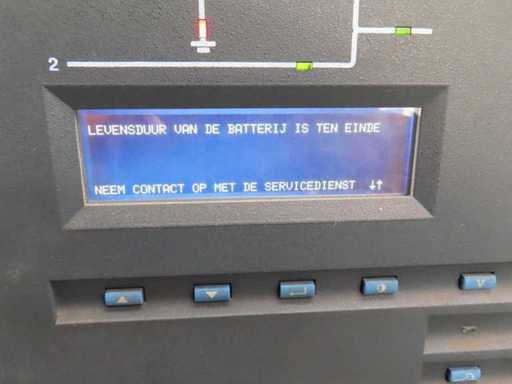 2
LEVENSDUUR VAN DE BATTERIJ IS TEN EINDE
NEEM CONTACT OP MET DE SERVICEDIENST ↓↑
V